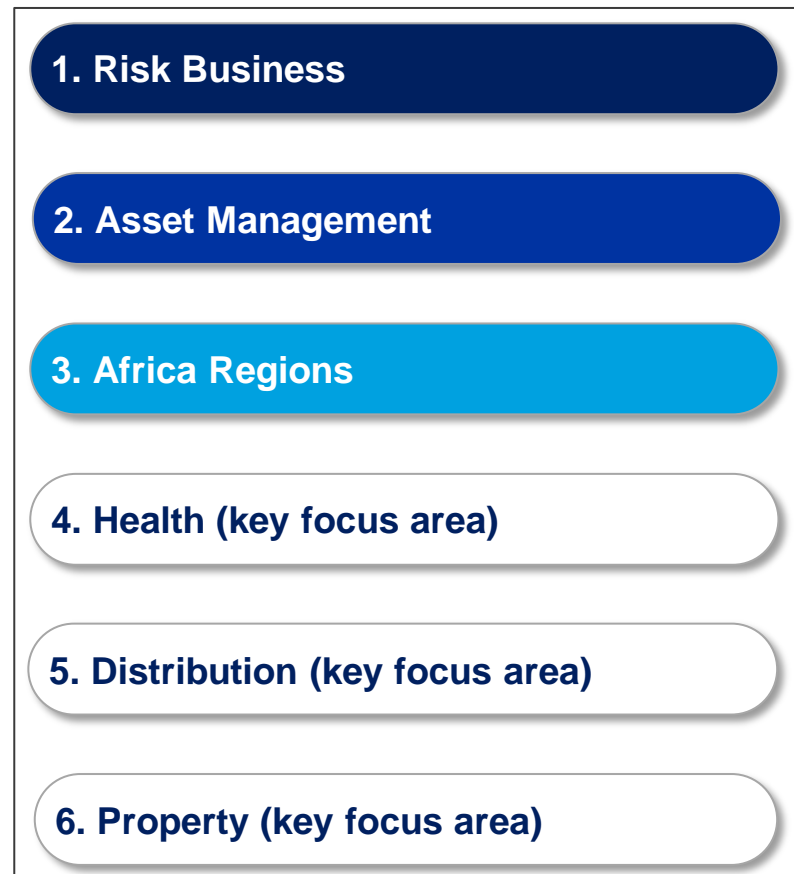 1. Risk Business
2. Asset Management
3. Africa Regions
4. Health (key focus area)
5. Distribution (key focus area)
6. Property (key focus area)